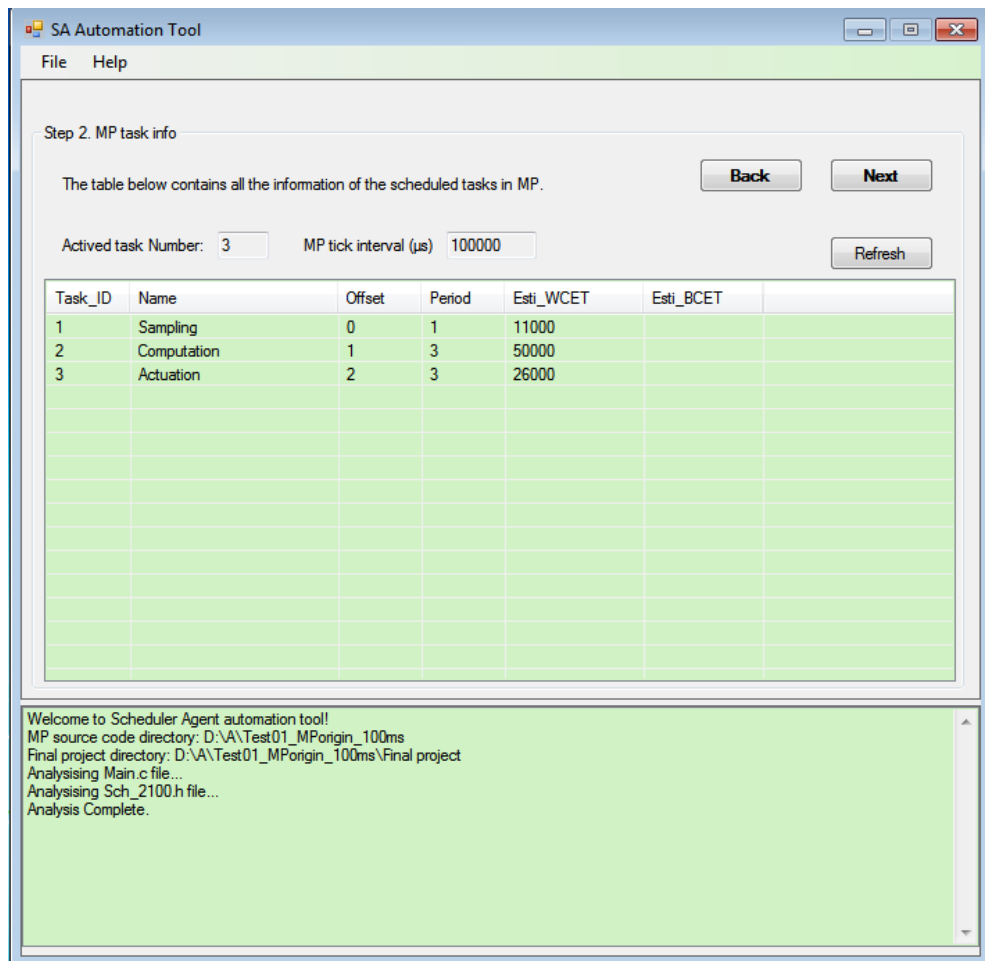 SA Automation Tool
File Help
Step 2. MP task info
The table below contains all the information of the scheduled tasks in MP.
Back Next
Actived task Number: 3 MP tick interval (µs) 100000
Refresh
Task_ID Name Offset Period Esti_WCET Esti_BCET
1 Sampling 0 1 11000
2 Computation 1 3 50000
3 Actuation 2 3 26000
Welcome to Scheduler Agent automation tool!
MP source code directory: D:\A\Test01_MPorigin_100ms
Final project directory: D:\A\Test01_MPorigin_100ms\Final project
Analysising Main.c file...
Analysising Sch_2100.h file...
Analysis Complete.